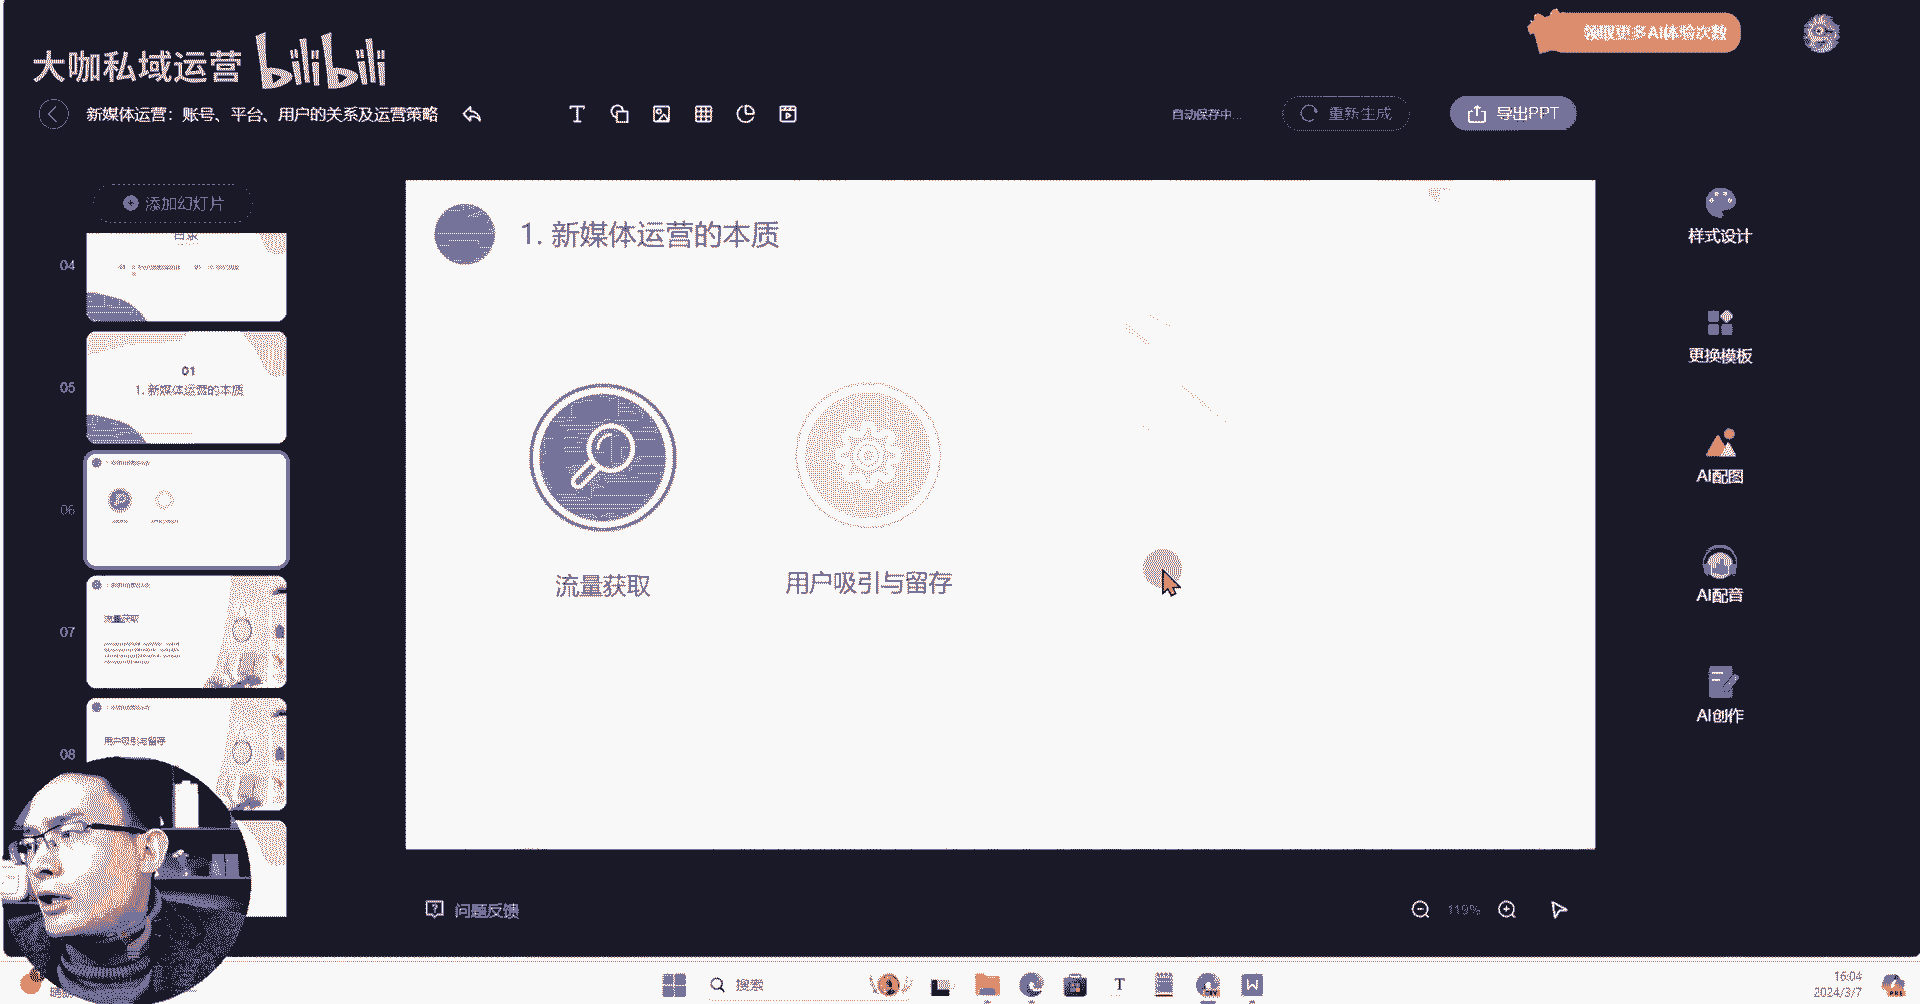 领取更多AI体验次数
大咖私域运营 bilibili
新媒体运营：账号、平台、用户的关系及运营策略
自动保存中...
重新生成
导出PPT
添加幻灯片
目录
04
01
1. 新媒体运营的本质
05
06
流量获取
07
用户吸引与留存
08
1. 新媒体运营的本质
流量获取
用户吸引与留存
样式设计
更换模板
AI配图
AI配音
AI创作
问题反馈
119%
搜索
16:04
2024/3/7